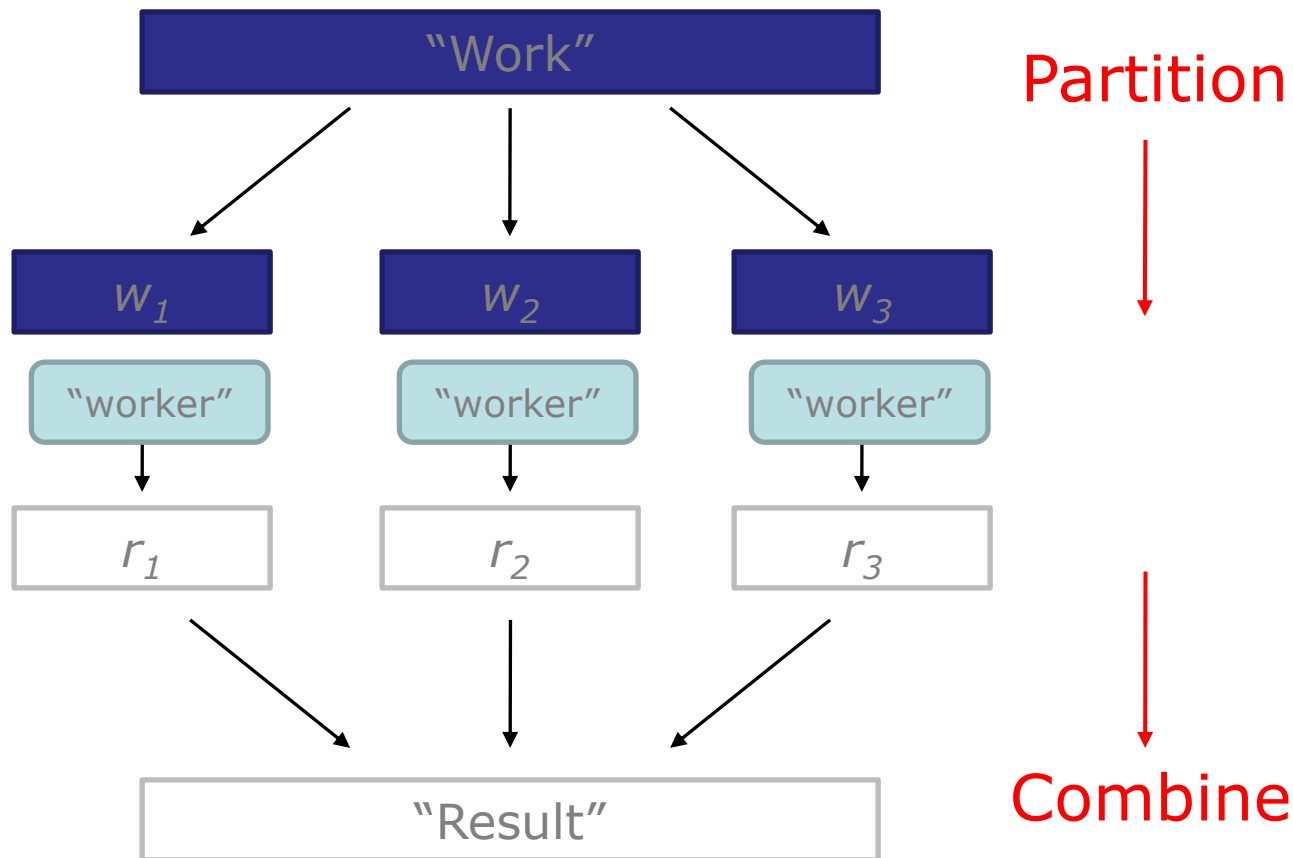 “Work”
Partition
w1
w2
w3
“worker”
“worker”
“worker”
r1
r2
r3
“Result”
Combine